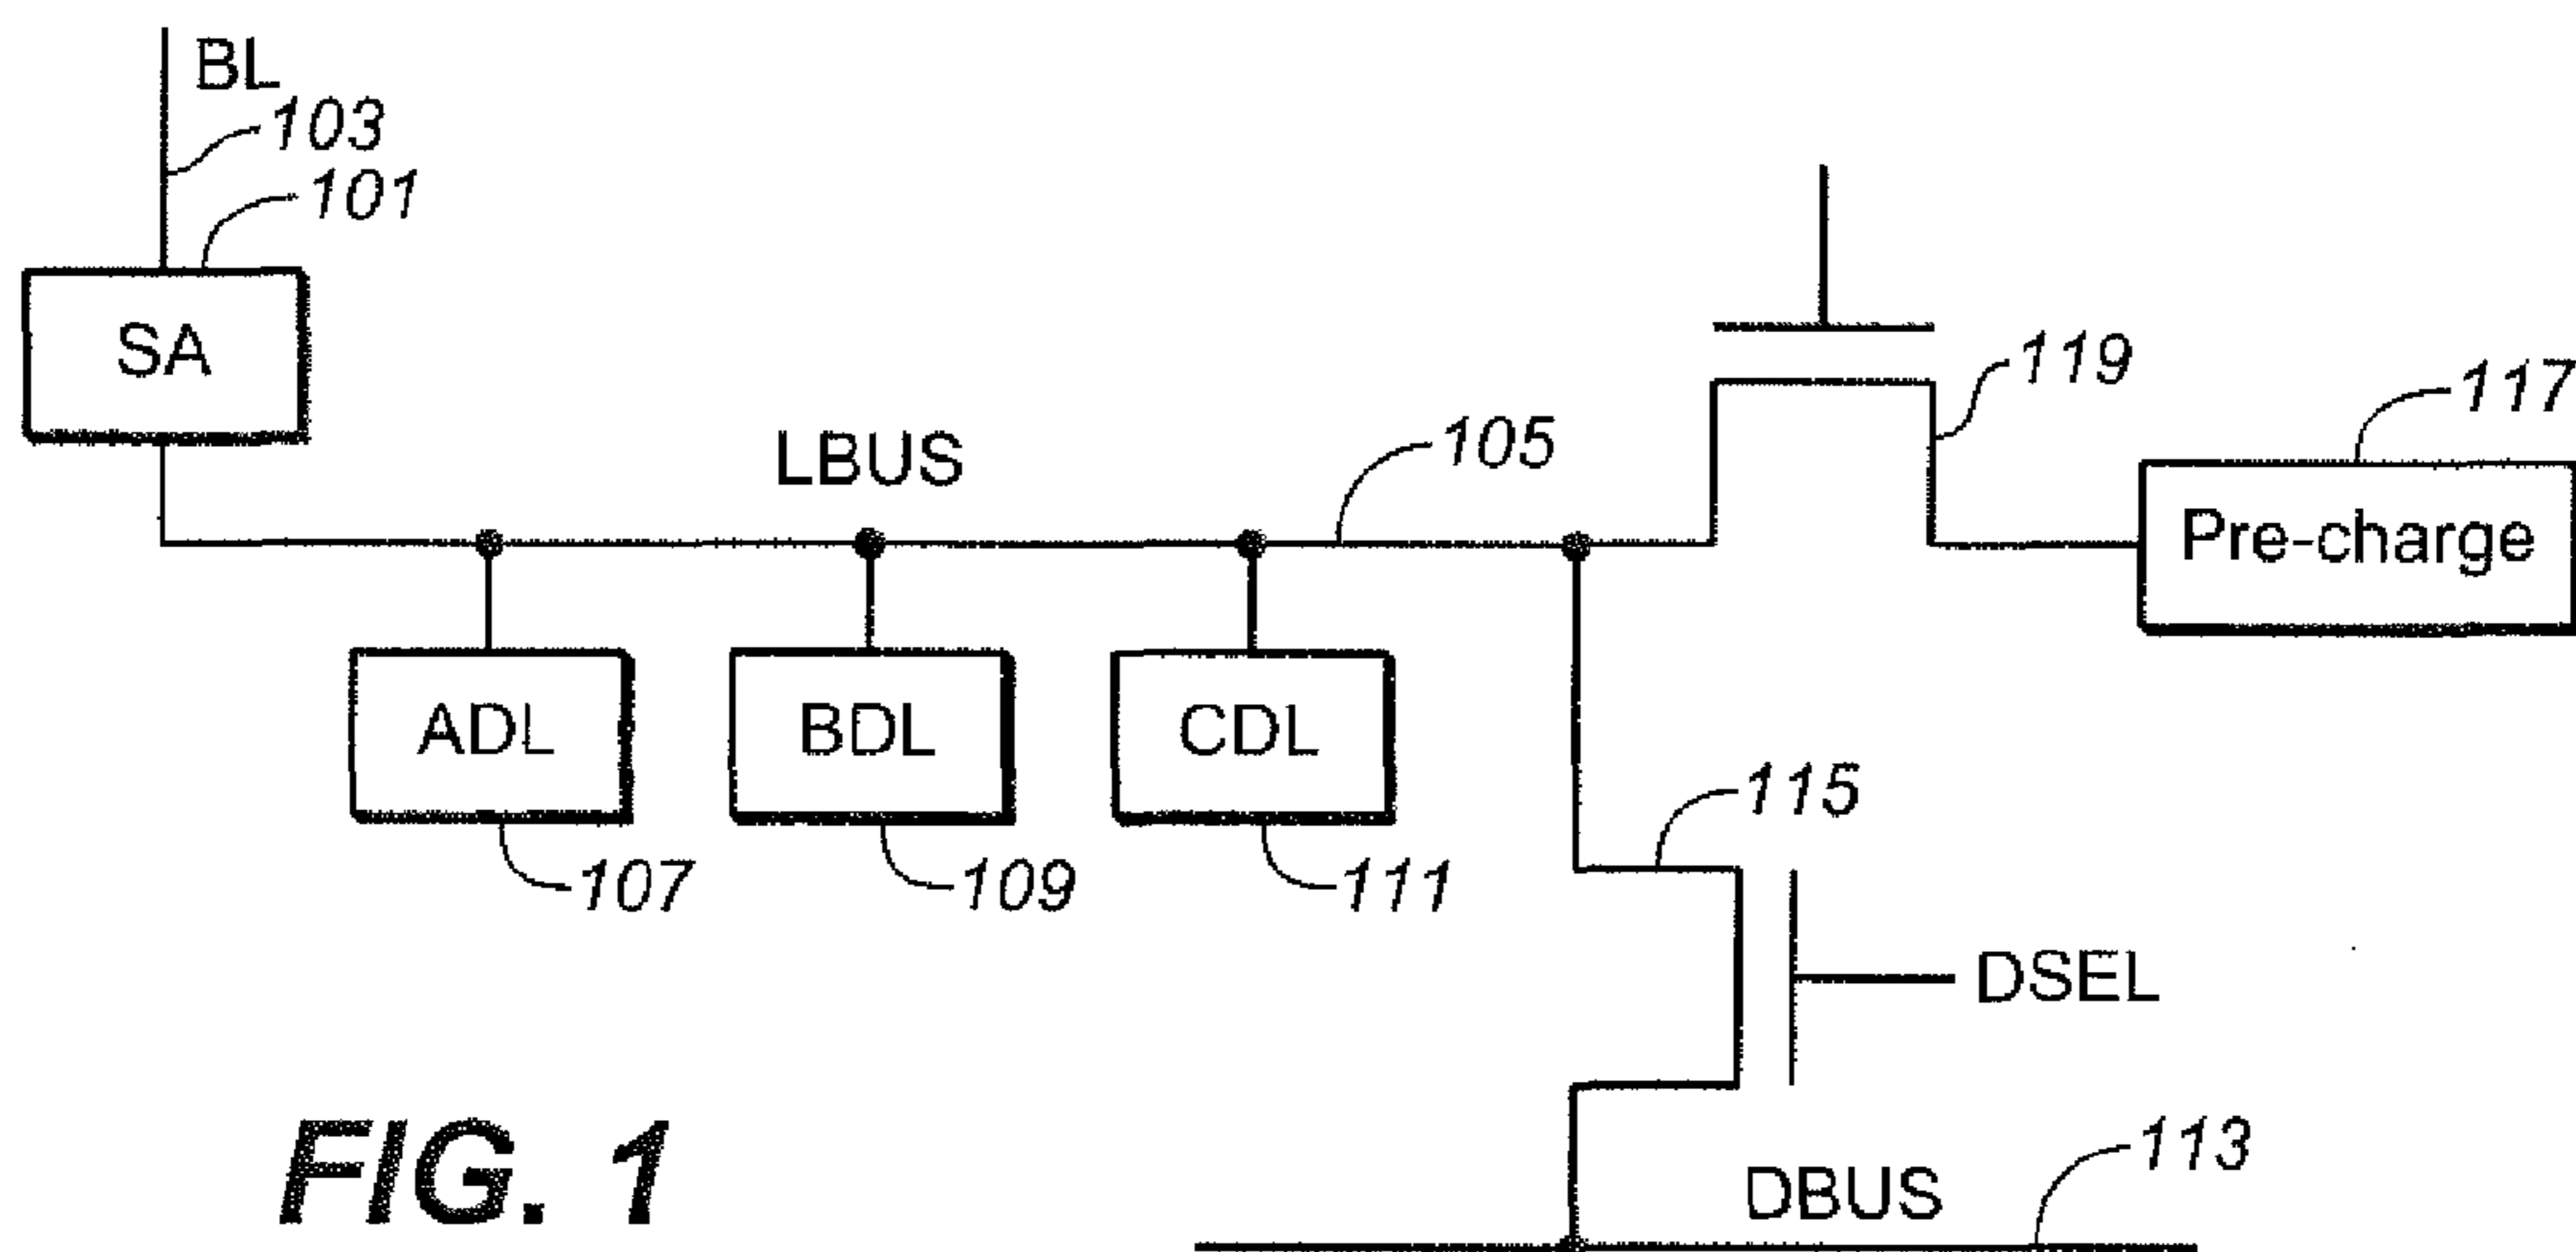 BL
103
101
SA
119
117
LBUS
105
Pre-charge
ADL
BDL
CDL
115
107
109
111
DSEL
113
DBUS
FIG. 1